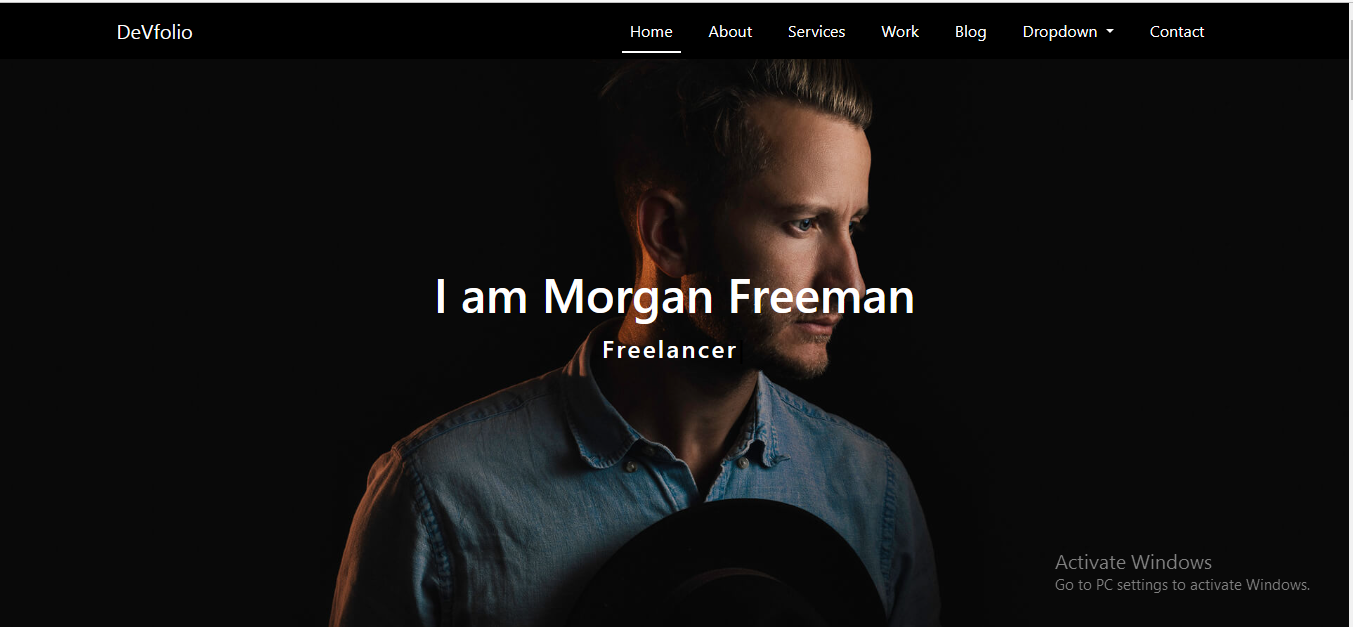 DeVfolio Home About Services Work Blog Dropdown Contact
I am Morgan Freeman
Freelancer
Activate Windows
Go to PC settings to activate Windows.